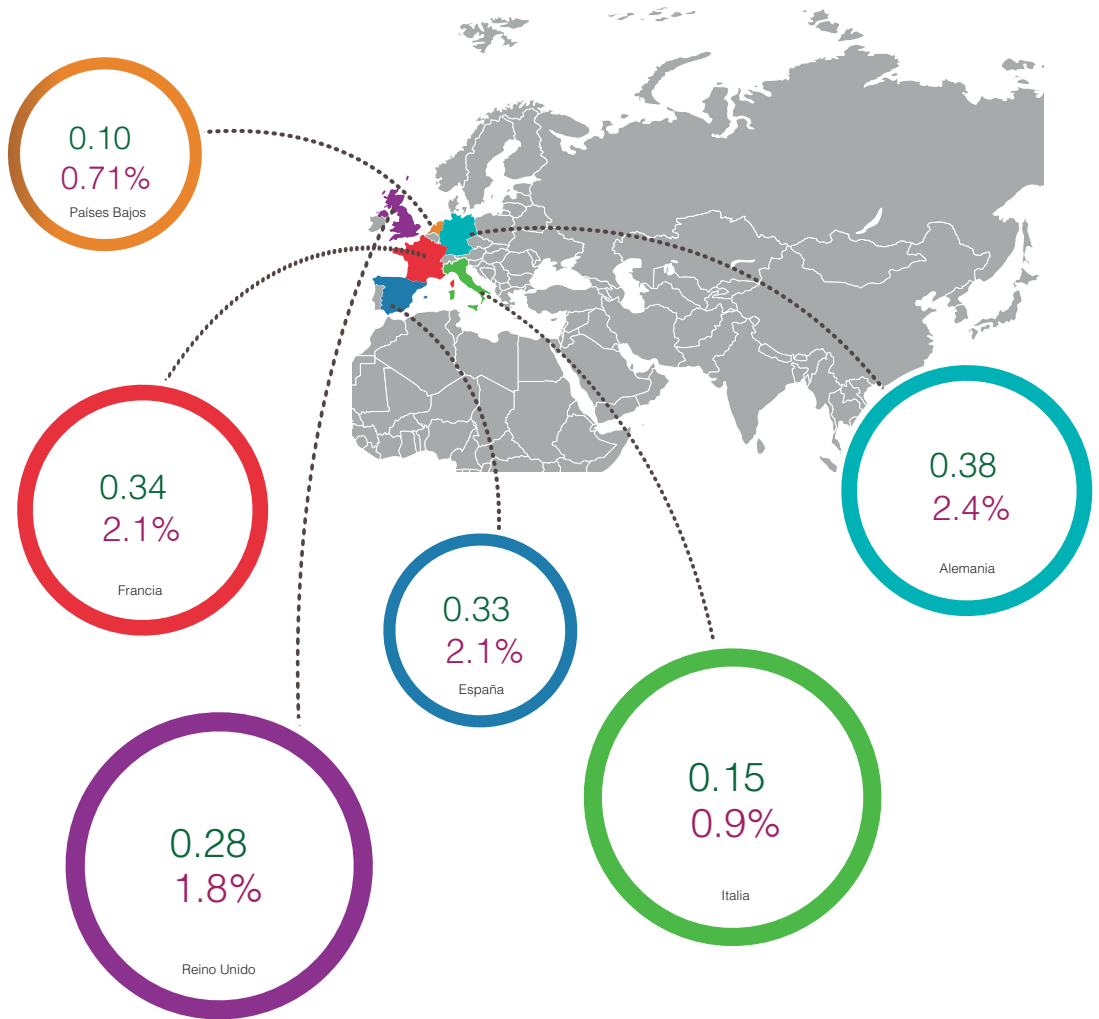 0.10
0.71%
Países Bajos
0.34
2.1%
Francia
0.38
2.4%
Alemania
0.33
2.1%
España
0.15
0.9%
Italia
0.28
1.8%
Reino Unido